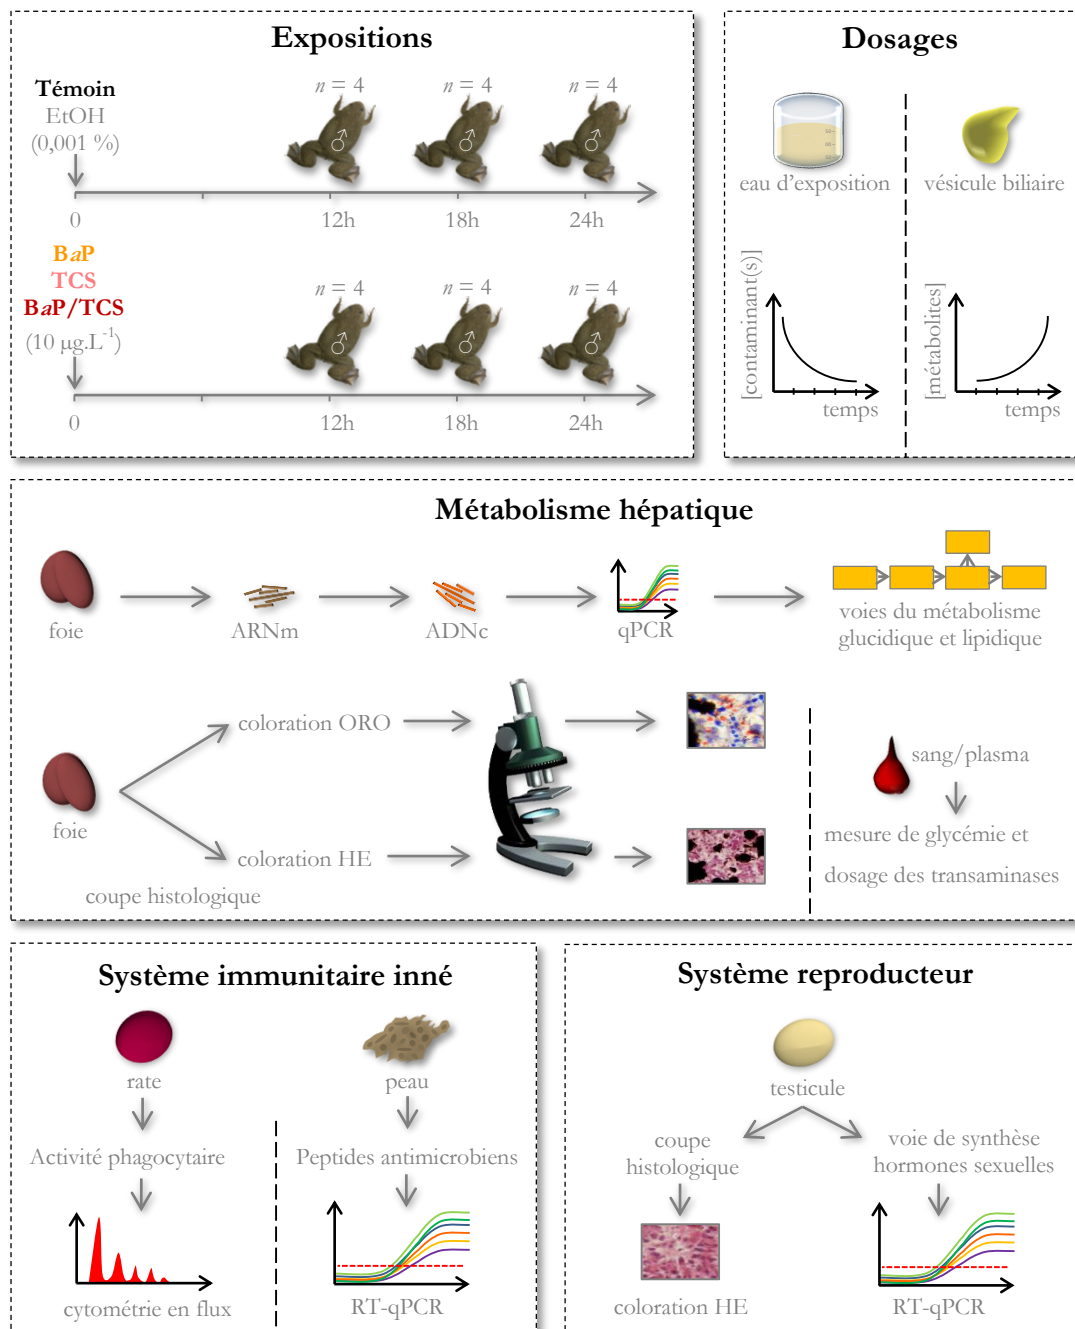 Expositions
Témoin
EtOH
(0,001 %)
n = 4
n = 4
n = 4
♂
♂
♂
0
12h
18h
24h
BaP
TCS
BaP/TCS
(10 µg.L-1)
n = 4
n = 4
n = 4
♂
♂
♂
0
12h
18h
24h
Dosages
eau d'exposition
vésicule biliaire
[contaminant(s)]
temps
[métabolites]
temps
Métabolisme hépatique
foie
ARNm
ADNc
qPCR
voies du métabolisme
glucidique et lipidique
foie
coloration ORO
coloration HE
coupe histologique
sang/plasma
mesure de glycémie et
dosage des transaminases
Système immunitaire inné
rate
peau
Activité phagocytaire
Peptides antimicrobiens
cytométrie en flux
RT-qPCR
Système reproducteur
testicule
coupe
histologique
voie de synthèse
hormones sexuelles
coloration HE
RT-qPCR